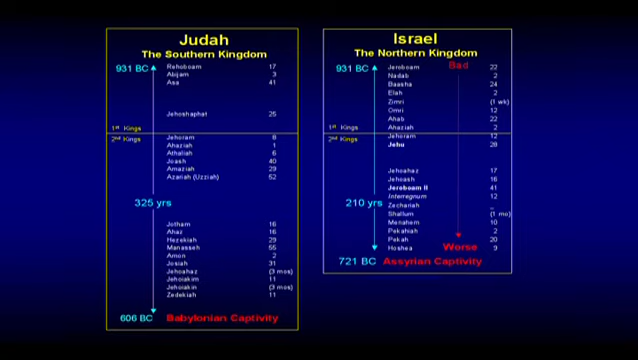 Judah
The Southern Kingdom
931 BC
Rehoboam 17
Abijam 3
Asa 41
Jehoshaphat 25
1st Kings
2nd Kings
Jehoram 8
Ahaziah 1
Athaliah 6
Joash 40
Amaziah 29
Azariah (Uzziah) 52
325 yrs
Jotham 16
Ahaz 16
Hezekiah 29
Manasseh 55
Amon 2
Josiah 31
Jehoahaz (3 mos)
Jehoiakim 11
Jehoiakin (3 mos)
Zedekiah 11
606 BC Babylonian Captivity
Israel
The Northern Kingdom
931 BC
Bad
Jeroboam 22
Nadab 2
Baasha 24
Elah 2
Zimri (1 wk)
Omri 12
Ahab 22
1st Kings
Ahaziah 2
Jehoram 12
2nd Kings
Jehu 28
Jehoahaz 17
Jehoash 16
Jeroboam II 41
Interregnum 12
210 yrs
Zechariah _
Shallum (1 mo)
Menahem 10
Pekahiah 2
Pekah 20
Worse
Hoshea 9
721 BC Assyrian Captivity